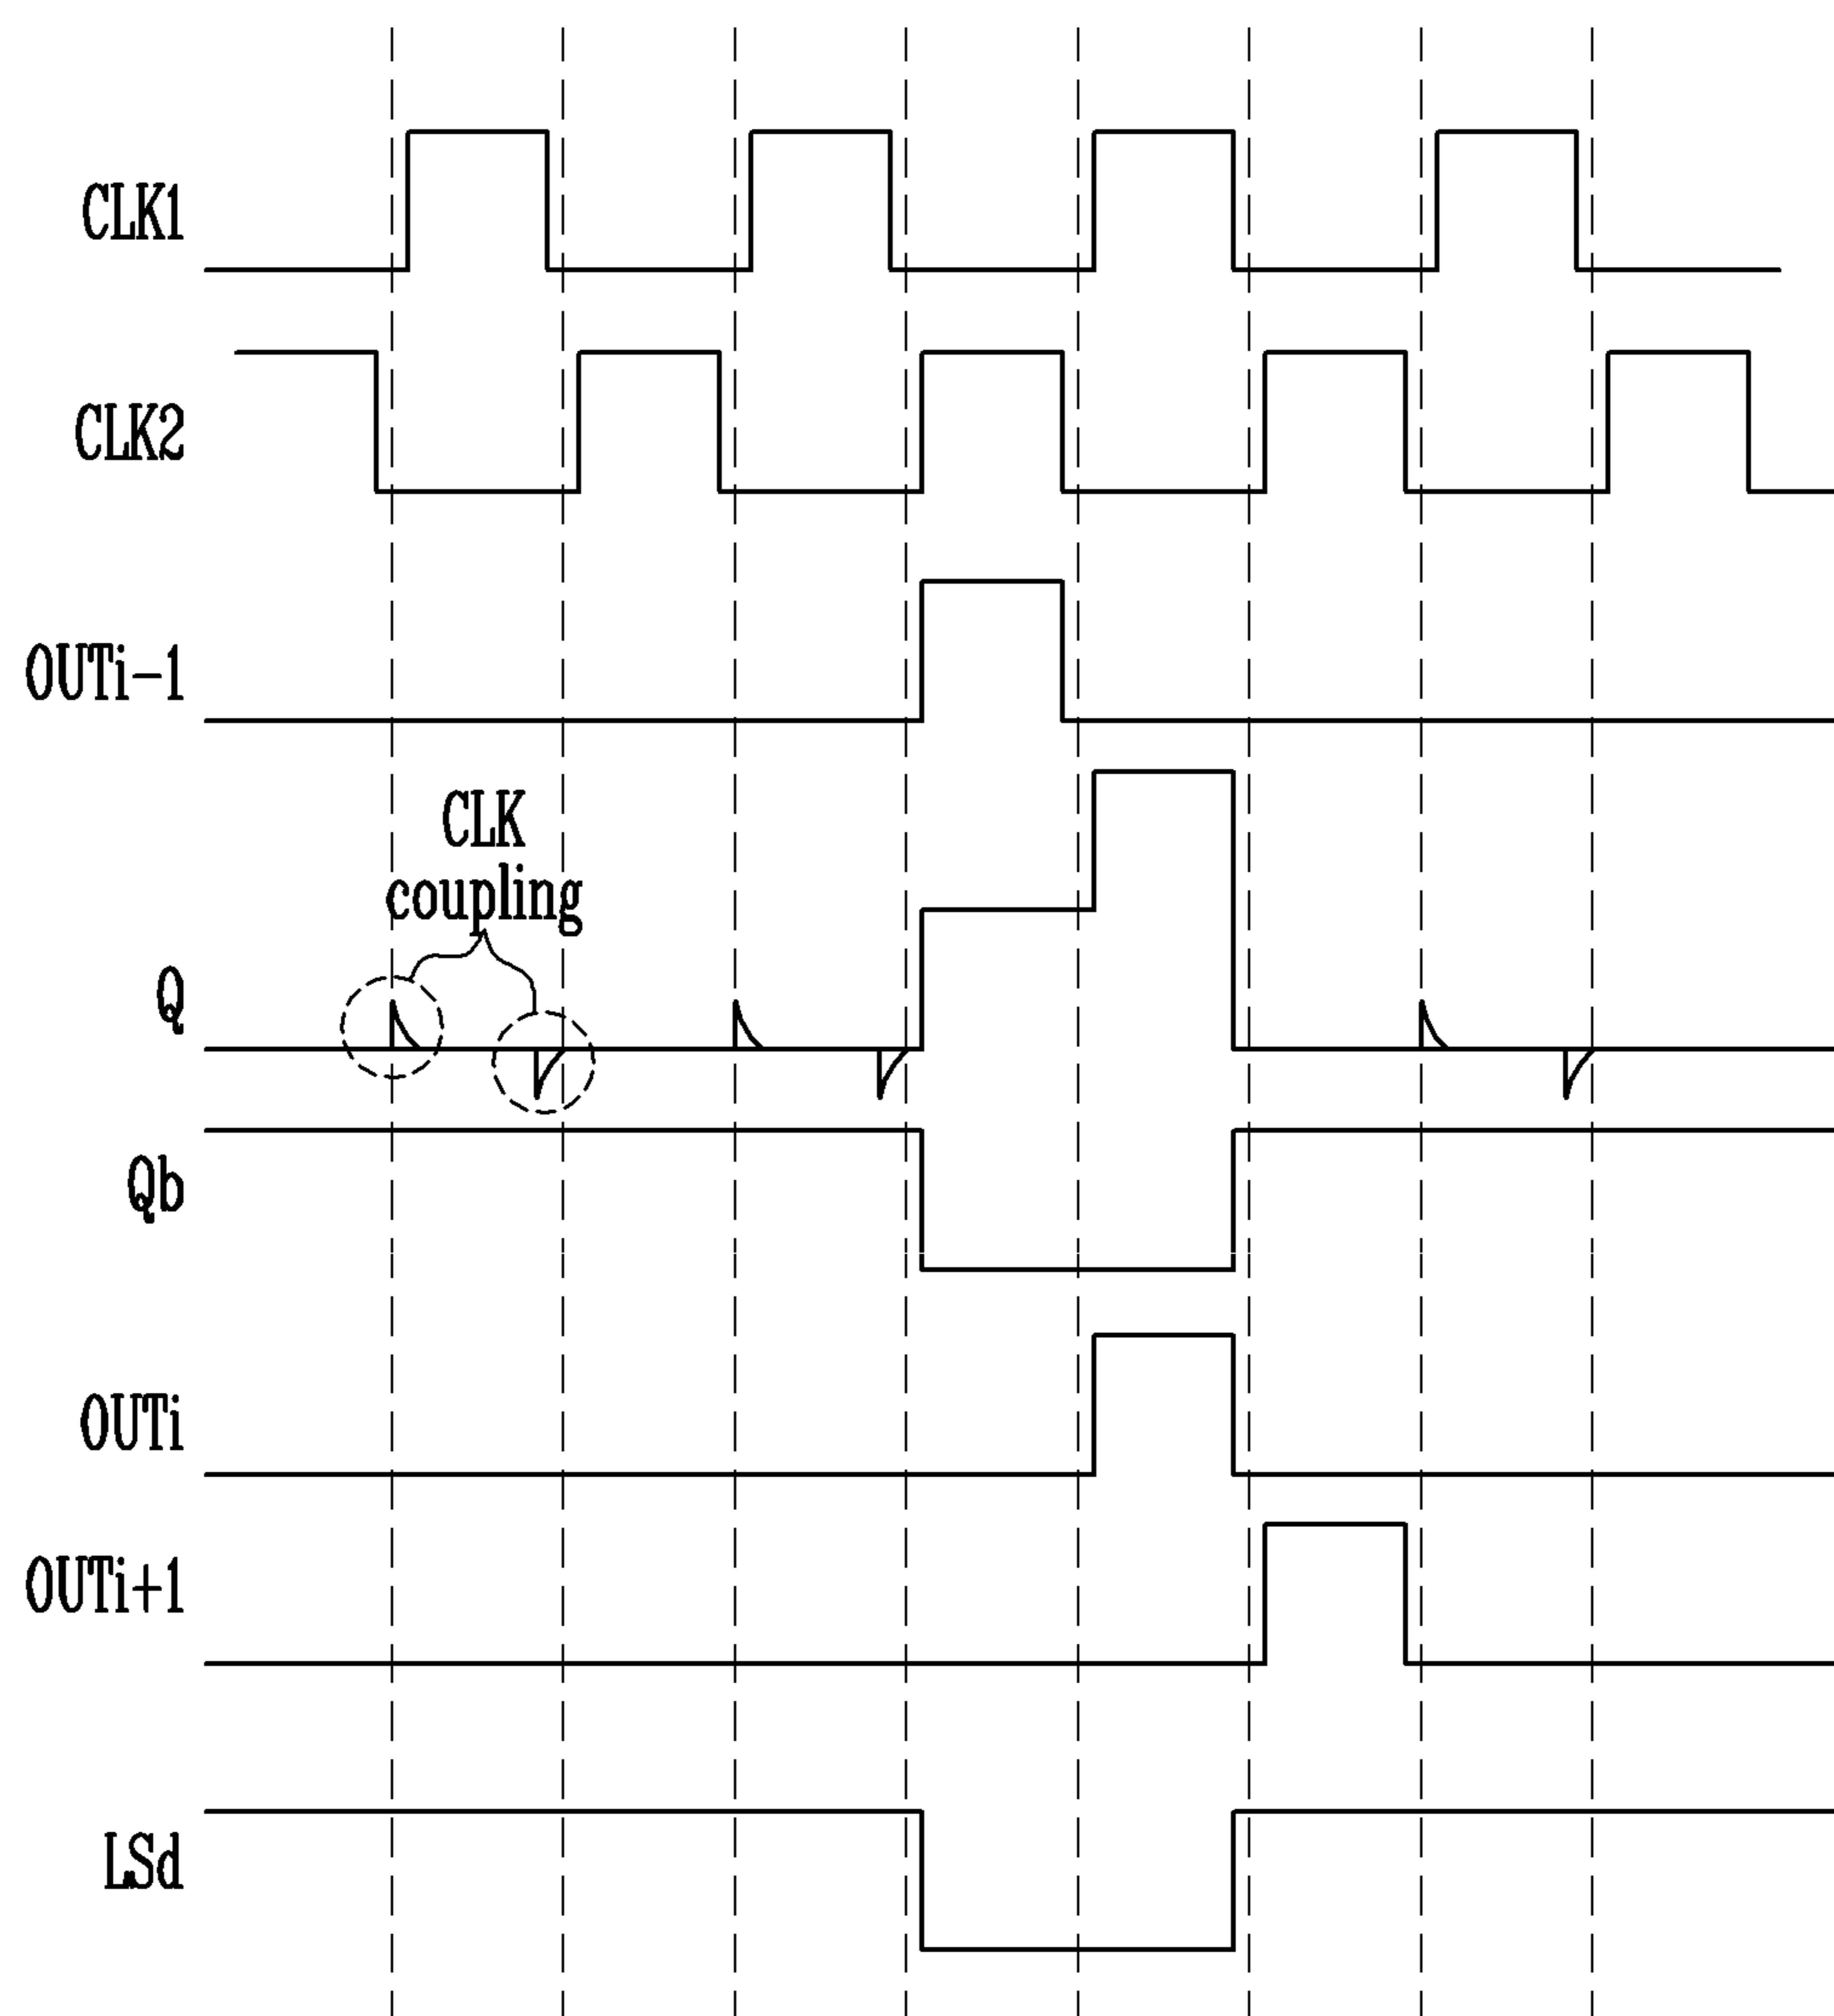 CLK1
CLK2
OUTi-1
CLK
coupling
Q
Qb
OUTi
OUTi+1
LSd